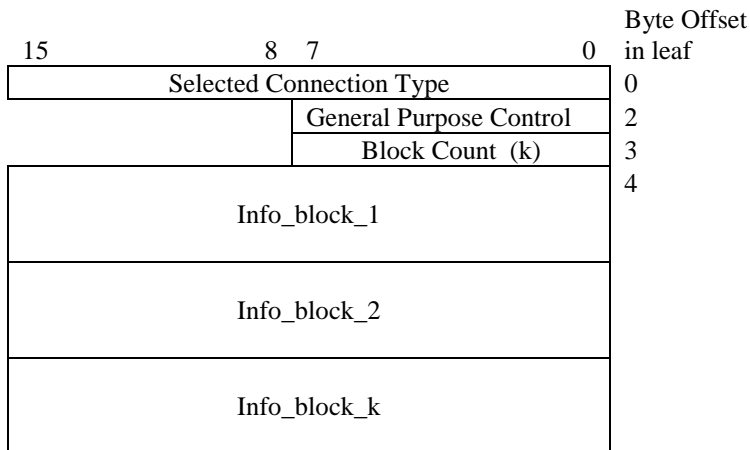 Byte Offset
15 8 7 0 in leaf
Selected Connection Type 0
General Purpose Control 2
Block Count (k) 3
4
Info_block_1
Info_block_2
Info_block_k